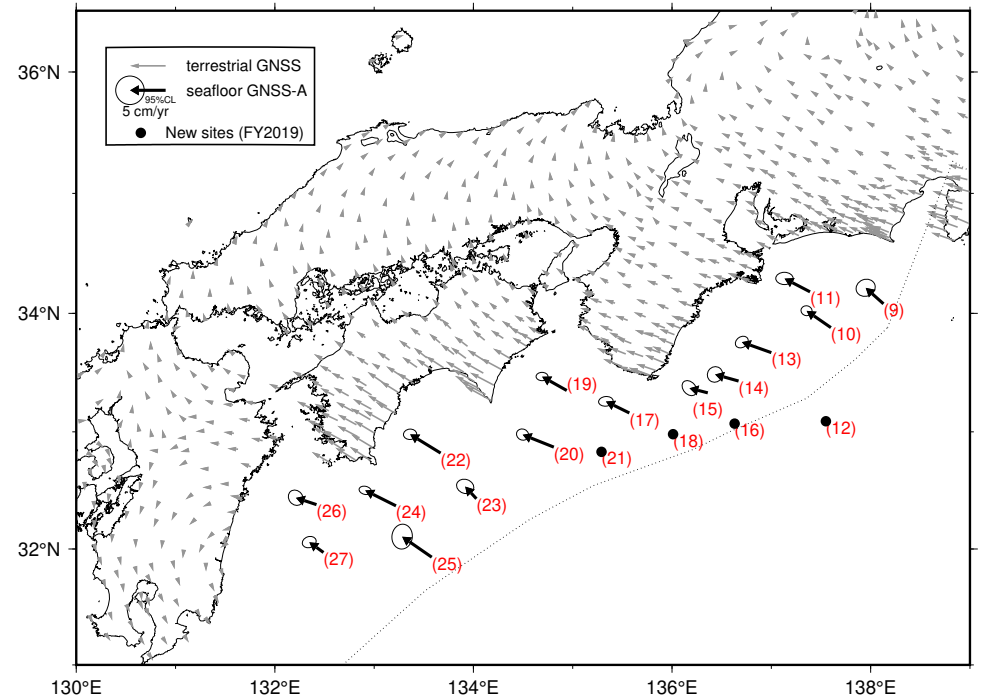 36°N
34°N
32°N
terrestrial GNSS
95%CL
seafloor GNSS-A
5 cm/yr
New sites (FY2019)
(11)
(9)
(10)
(13)
(19)
(14)
(15)
(17)
(18)
(16)
(12)
(22)
(20)
(21)
(23)
(26)
(24)
(27)
(25)
130°E
132°E
134°E
136°E
138°E